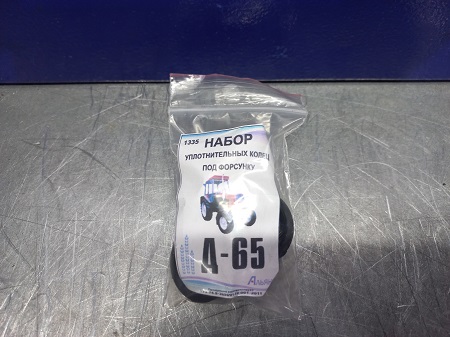 1335 НАБОР
УПЛОТНИТЕЛЬНЫХ КОЛЕЦ
ПОД ФОРСУНКУ
Д-65